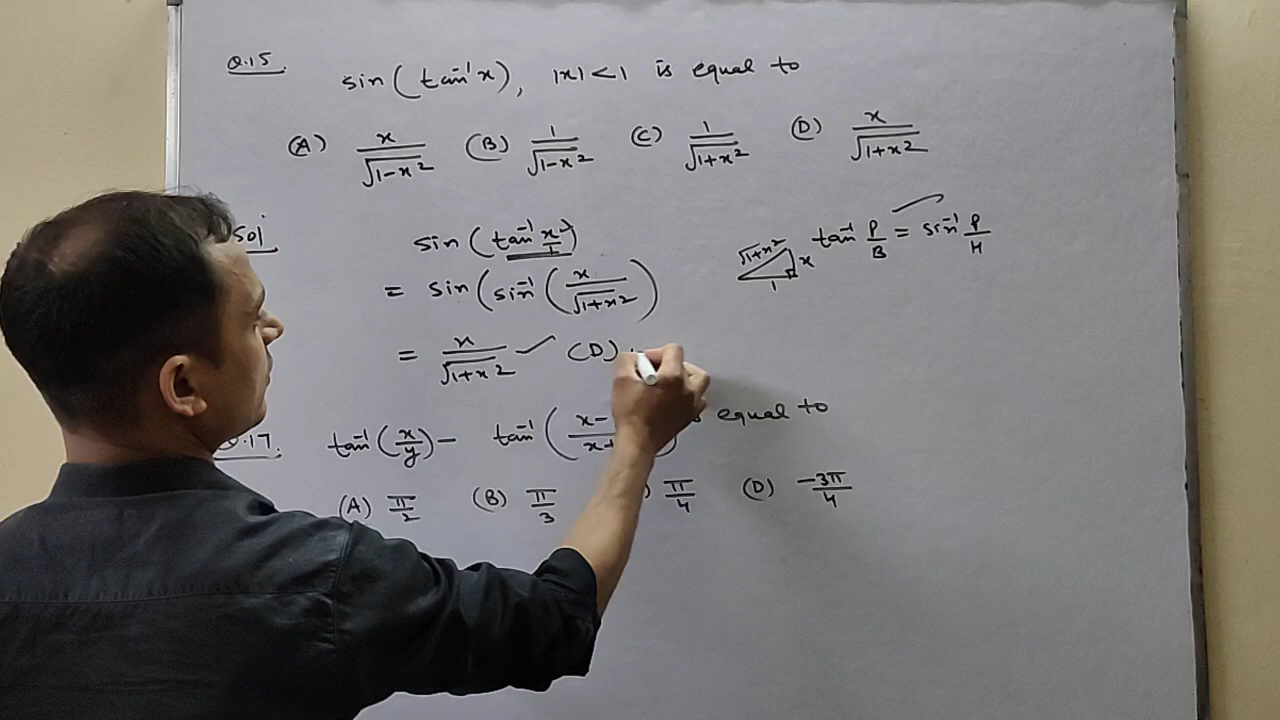 Q.15. sin(tan⁻¹x), |x| < 1 is equal to
(A) x/√(1-x²) (B) 1/√(1-x²) (C) 1/√(1+x²) (D) x/√(1+x²)
Sol sin(tan⁻¹ x/1)
= sin(sin⁻¹(x/√(1+x²))
= x/√(1+x²) ✓ (D)
√1+x² x 1
tan⁻¹ P/B = sin⁻¹ P/H
Q.17. tan⁻¹(x/y) - tan⁻¹(x-/x+) equal to
(A) π/2 (B) π/3 ) π/4 (D) -3π/4